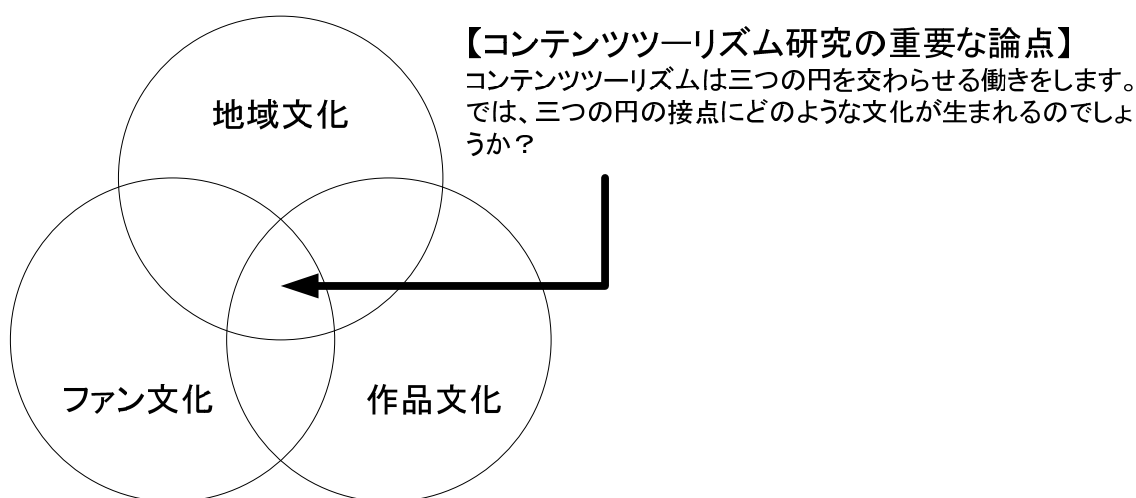 【コンテンツツーリズム研究の重要な論点】
コンテンツツーリズムは三つの円を交わらせる働きをします。
では、三つの円の接点にどのような文化が生まれるのでしょ
うか？
地域文化
ファン文化
作品文化